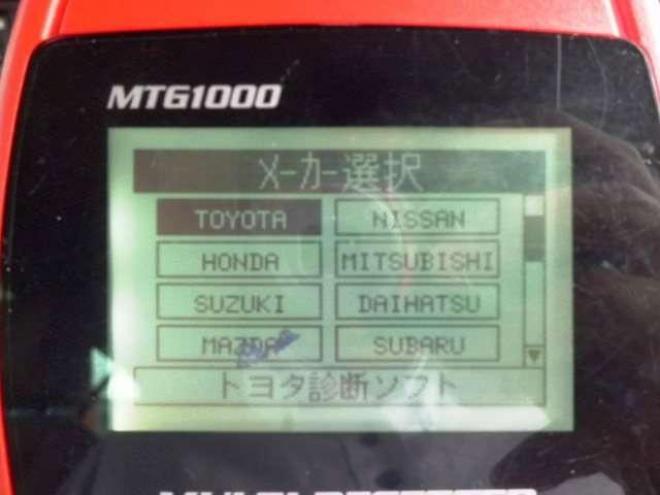 MTG1000
メーカー選択
TOYOTA NISSAN
HONDA MITSUBISHI
SUZUKI DAIHATSU
MAZDA SUBARU
トヨタ診断ソフト